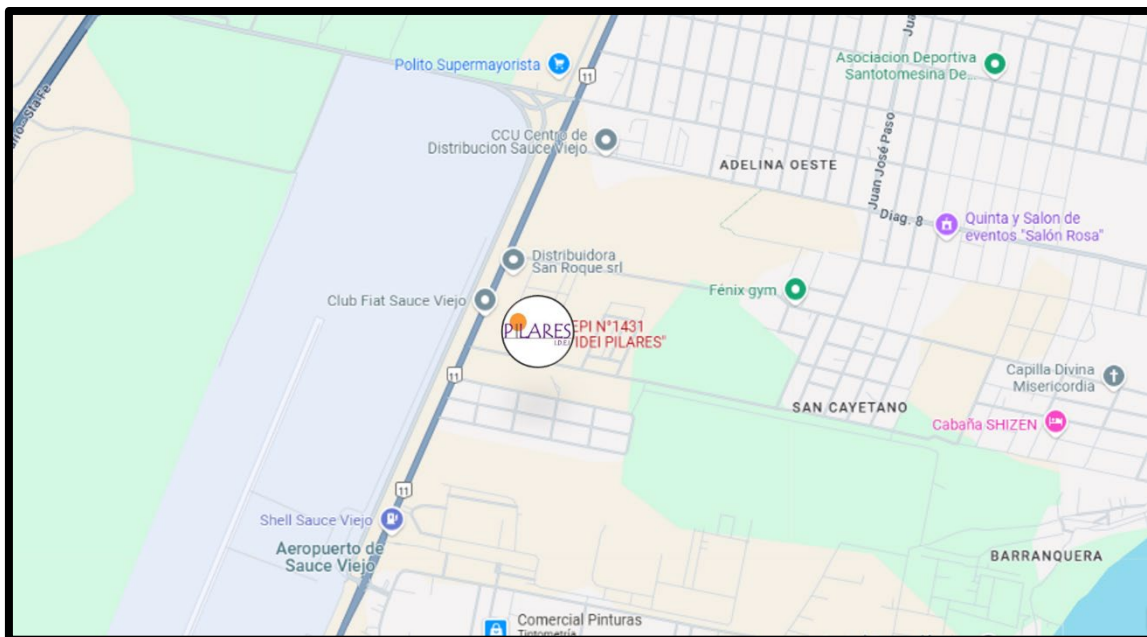 Polito Supermayorista
11
Asociacion Deportiva
Santotomesina De...
CCU Centro de
Distribucion Sauce Viejo
ADELINA OESTE
Juan José Paso
Diag. 8
Quinta y Salon de
eventos "Salón Rosa"
Distribuidora
San Roque srl
Club Fiat Sauce Viejo
Fénix gym
PILARES
I.D.E.I
EPI N°1431
"IDEI PILARES"
11
Capilla Divina
Misericordia
SAN CAYETANO
Cabaña SHIZEN
11
Shell Sauce Viejo
Aeropuerto de
Sauce Viejo
BARRANQUERA
Comercial Pinturas
Tintometría